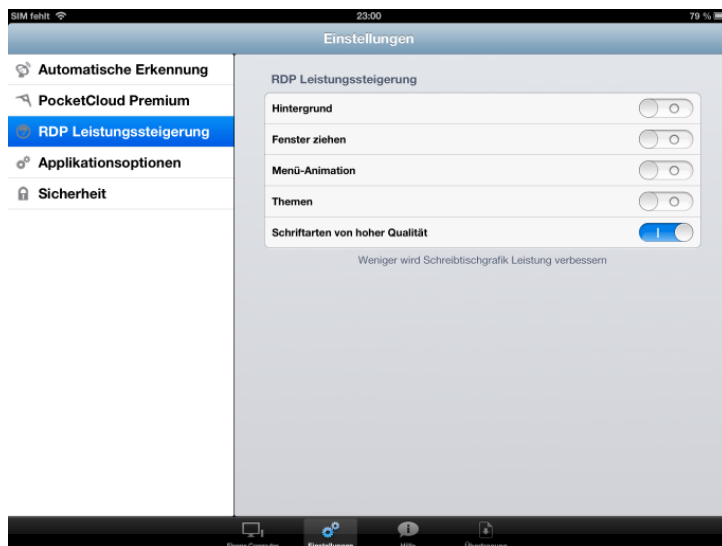 SIM fehlt 23:00 79 %
Einstellungen
Automatische Erkennung
PocketCloud Premium
RDP Leistungssteigerung
Applikationsoptionen
Sicherheit
RDP Leistungssteigerung
Hintergrund
Fenster ziehen
Menü-Animation
Themen
Schriftarten von hoher Qualität
Weniger wird Schreibtischgrafik Leistung verbessern
Einstellungen
Hilfe